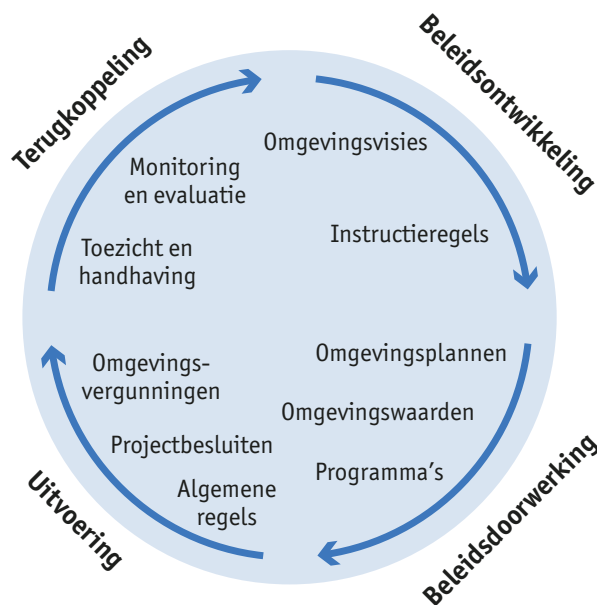 Terugkoppeling
Beleidsontwikkeling
Omgevingsvisies
Monitoring
en evaluatie
Instructieregels
Toezicht en
handhaving
Omgevingsplannen
Omgevings-
vergunningen
Omgevingswaarden
Projectbesluiten
Programma's
Algemene
regels
Uitvoering
Beleidsdoorwerking